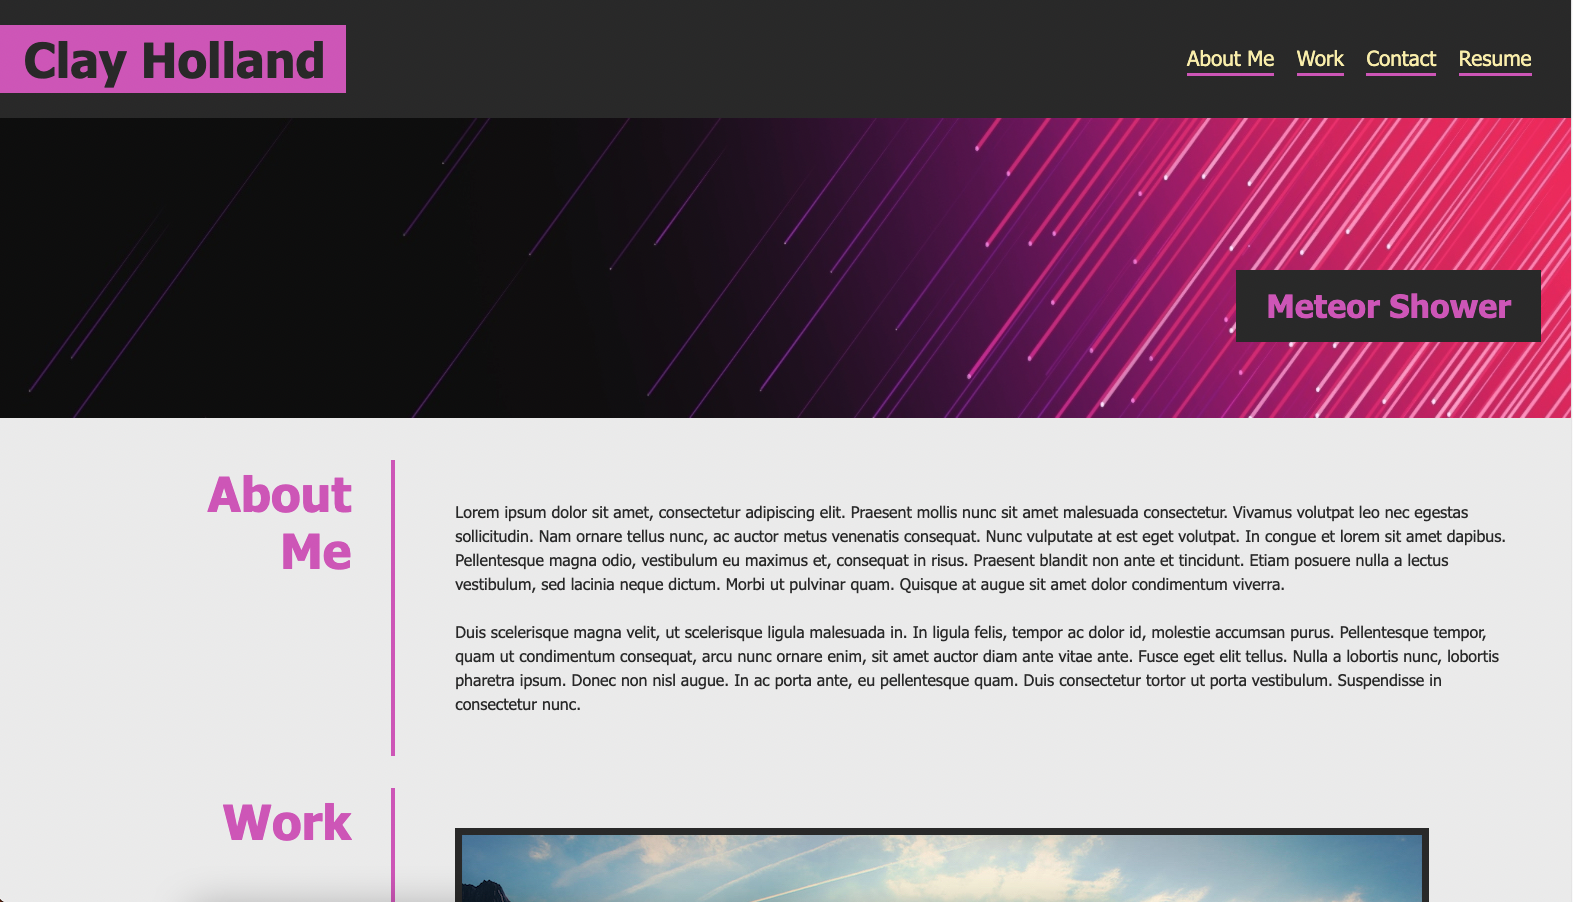 Clay Holland
About Me Work Contact Resume
Meteor Shower
About
Me
Lorem ipsum dolor sit amet, consectetur adipiscing elit. Praesent mollis nunc sit amet malesuada consectetur. Vivamus volutpat leo nec egestas
sollicitudin. Nam ornare tellus nunc, ac auctor metus venenatis consequat. Nunc vulputate at est eget volutpat. In congue et lorem sit amet dapibus.
Pellentesque magna odio, vestibulum eu maximus et, consequat in risus. Praesent blandit non ante et tincidunt. Etiam posuere nulla a lectus
vestibulum, sed lacinia neque dictum. Morbi ut pulvinar quam. Quisque at augue sit amet dolor condimentum viverra.
Duis scelerisque magna velit, ut scelerisque ligula malesuada in. In ligula felis, tempor ac dolor id, molestie accumsan purus. Pellentesque tempor,
quam ut condimentum consequat, arcu nunc ornare enim, sit amet auctor diam ante vitae ante. Fusce eget elit tellus. Nulla a lobortis nunc, lobortis
pharetra ipsum. Donec non nisl augue. In ac porta ante, eu pellentesque quam. Duis consectetur tortor ut porta vestibulum. Suspendisse in
consectetur nunc.
Work